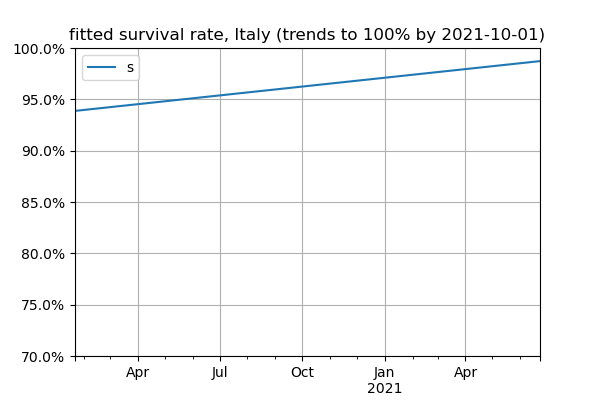 fitted survival rate, Italy (trends to 100% by 2021-10-01)
100.0%
s
95.0%
90.0%
85.0%
80.0%
75.0%
70.0%
Apr Jul Oct Jan Apr
2021